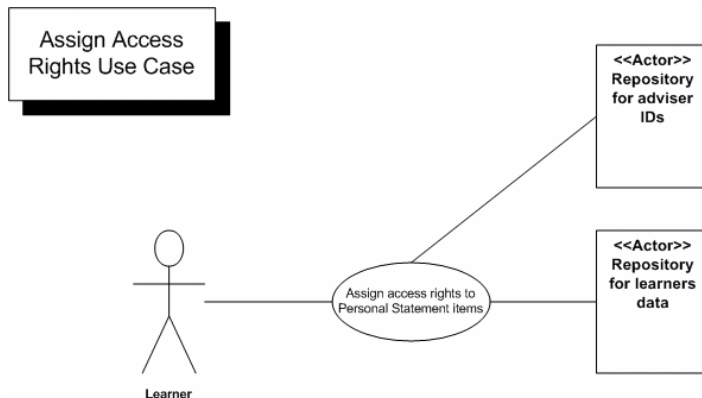 Assign Access
Rights Use Case
<<Actor>>
Repository
for adviser
IDs
<<Actor>>
Repository
for learners
data
Assign access rights to
Personal Statement items
Learner